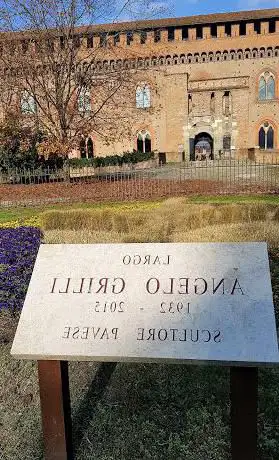 LARGO
ANGELO GRILLI
1932 - 2015
SCULTORE PAVESE